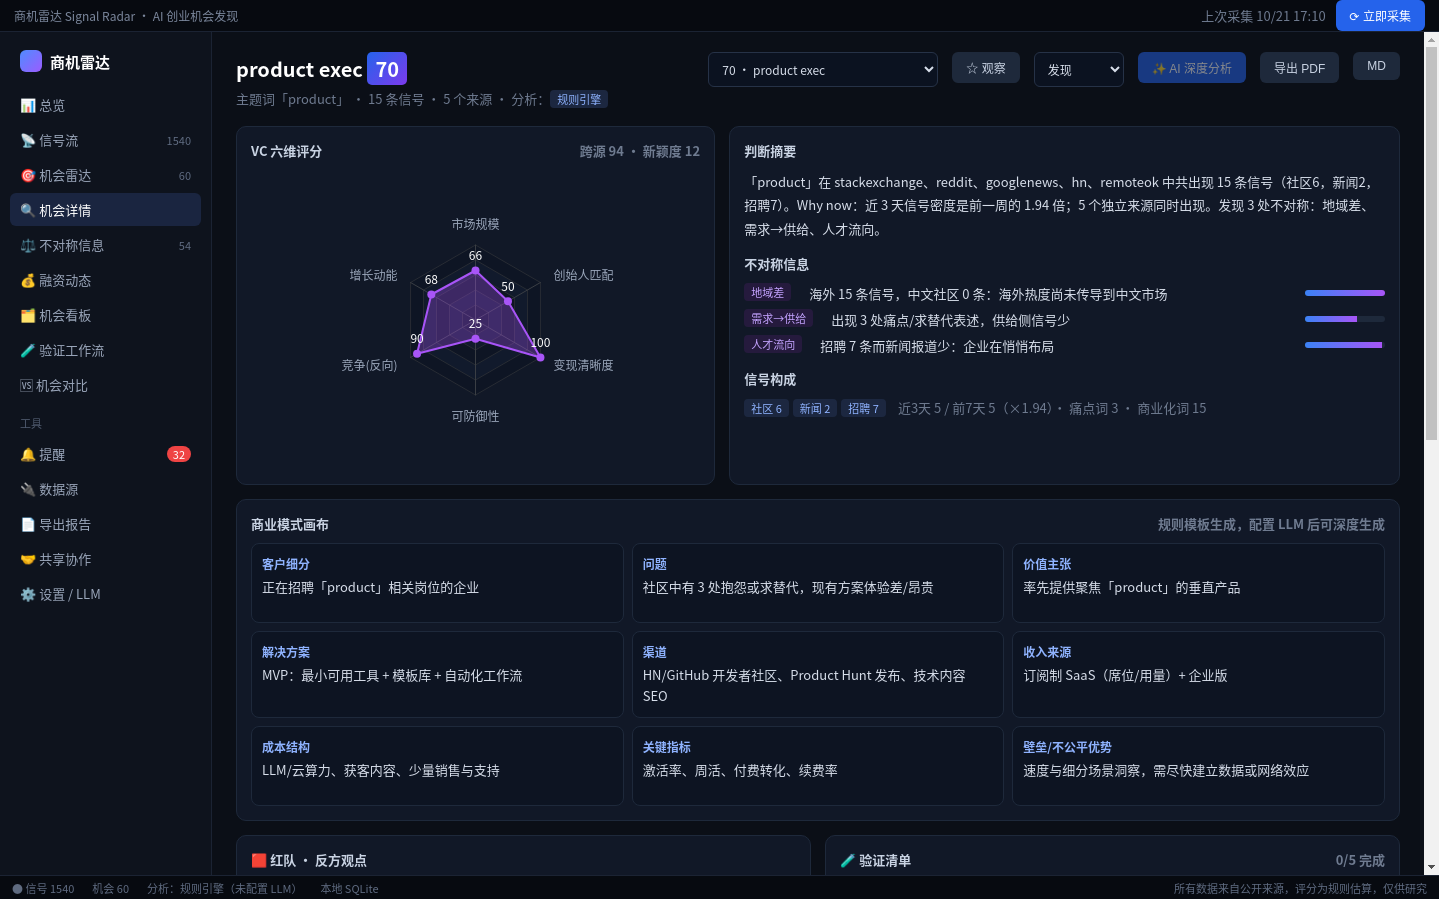 商机雷达 Signal Radar · AI 创业机会发现
上次采集 10/21 17:10
⟳ 立即采集
商机雷达
📊 总览
📡 信号流 1540
🎯 机会雷达 60
🔍 机会详情
⚖️ 不对称信息 54
💰 融资动态
🗂️ 机会看板
🧪 验证工作流
🆚 机会对比
工具
🔔 提醒 32
🔌 数据源
📄 导出报告
🤝 共享协作
⚙️ 设置 / LLM
product exec 70
主题词「product」 · 15 条信号 · 5 个来源 · 分析： 规则引擎
70 · product exec
☆ 观察
发现
✨ AI 深度分析
导出 PDF
MD
VC 六维评分
跨源 94 · 新颖度 12
市场规模
66
增长动能
68
创始人匹配
50
25
90
100
竞争(反向)
变现清晰度
可防御性
判断摘要
「product」在 stackexchange、reddit、googlenews、hn、remoteok 中共出现 15 条信号（社区6，新闻2，
招聘7）。Why now：近 3 天信号密度是前一周的 1.94 倍；5 个独立来源同时出现。发现 3 处不对称：地域差、
需求→供给、人才流向。
不对称信息
地域差 海外 15 条信号，中文社区 0 条：海外热度尚未传导到中文市场
需求→供给 出现 3 处痛点/求替代表述，供给侧信号少
人才流向 招聘 7 条而新闻报道少：企业在悄悄布局
信号构成
社区 6 新闻 2 招聘 7 近3天 5 / 前7天 5（×1.94）· 痛点词 3 · 商业化词 15
商业模式画布
规则模板生成，配置 LLM 后可深度生成
客户细分
正在招聘「product」相关岗位的企业
问题
社区中有 3 处抱怨或求替代，现有方案体验差/昂贵
价值主张
率先提供聚焦「product」的垂直产品
解决方案
MVP：最小可用工具 + 模板库 + 自动化工作流
渠道
HN/GitHub 开发者社区、Product Hunt 发布、技术内容
SEO
收入来源
订阅制 SaaS（席位/用量）+ 企业版
成本结构
LLM/云算力、获客内容、少量销售与支持
关键指标
激活率、周活、付费转化、续费率
壁垒/不公平优势
速度与细分场景洞察，需尽快建立数据或网络效应
🟥 红队 · 反方观点
🧪 验证清单
0/5 完成
信号 1540
机会 60
分析：规则引擎（未配置 LLM）
本地 SQLite
所有数据来自公开来源，评分为规则估算，仅供研究